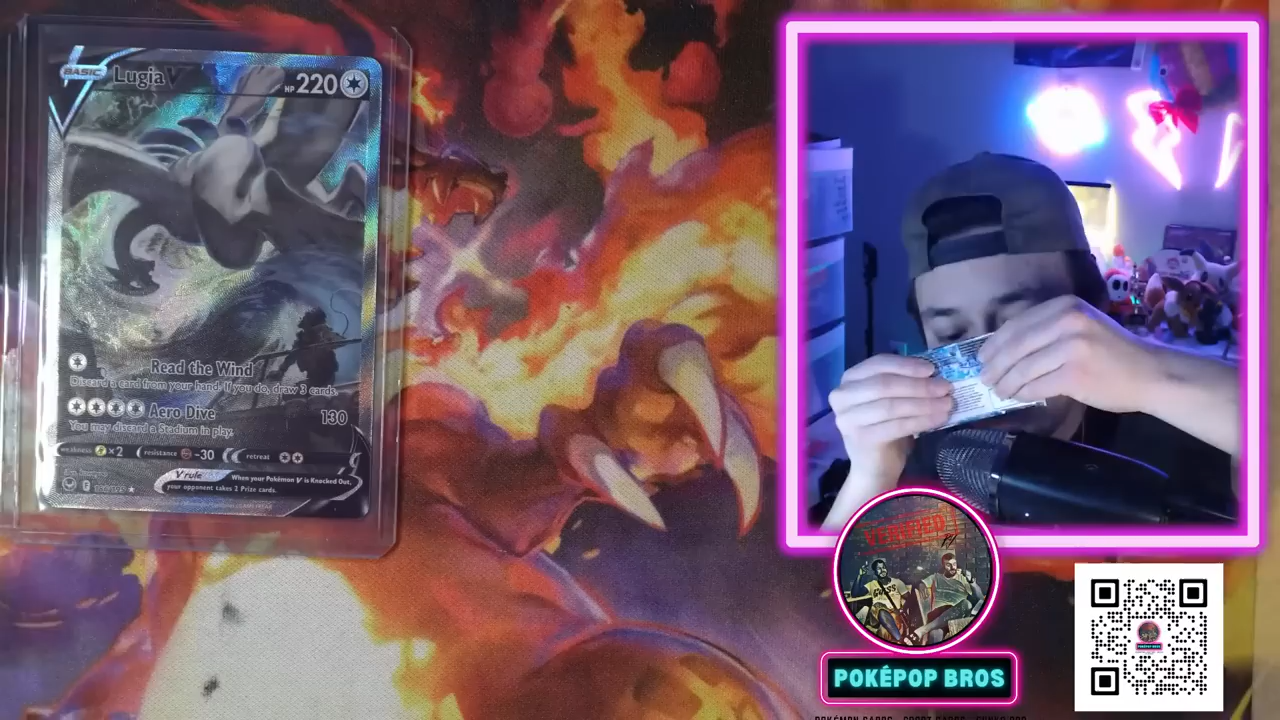 BASIC Lugia V HP 220
Read the Wind
Discard a card from your hand. If you do, draw 3 cards.
Aero Dive 130
You may discard a Stadium in play.
weakness ×2 resistance -30 retreat
V rule When your Pokémon V is Knocked Out,
your opponent takes 2 Prize cards.
VERIFIED
POKÉPOP BROS